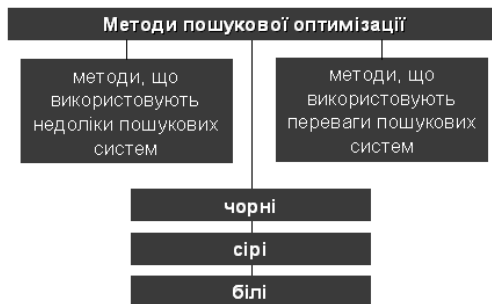 Методи пошукової оптимізації
методи, що
використовують
недоліки пошукових
систем
методи, що
використовують
переваги пошукових
систем
чорні
сірі
білі